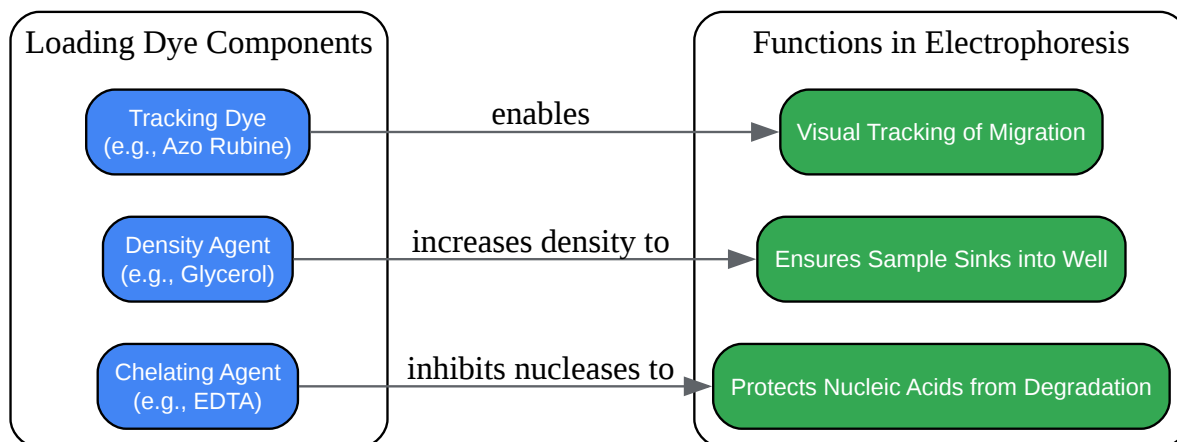 Loading Dye Components
Functions in Electrophoresis
Tracking Dye
(e.g., Azo Rubine)
enables
Visual Tracking of Migration
Density Agent
(e.g., Glycerol)
increases density to
Ensures Sample Sinks into Well
Chelating Agent
(e.g., EDTA)
inhibits nucleases to
Protects Nucleic Acids from Degradation